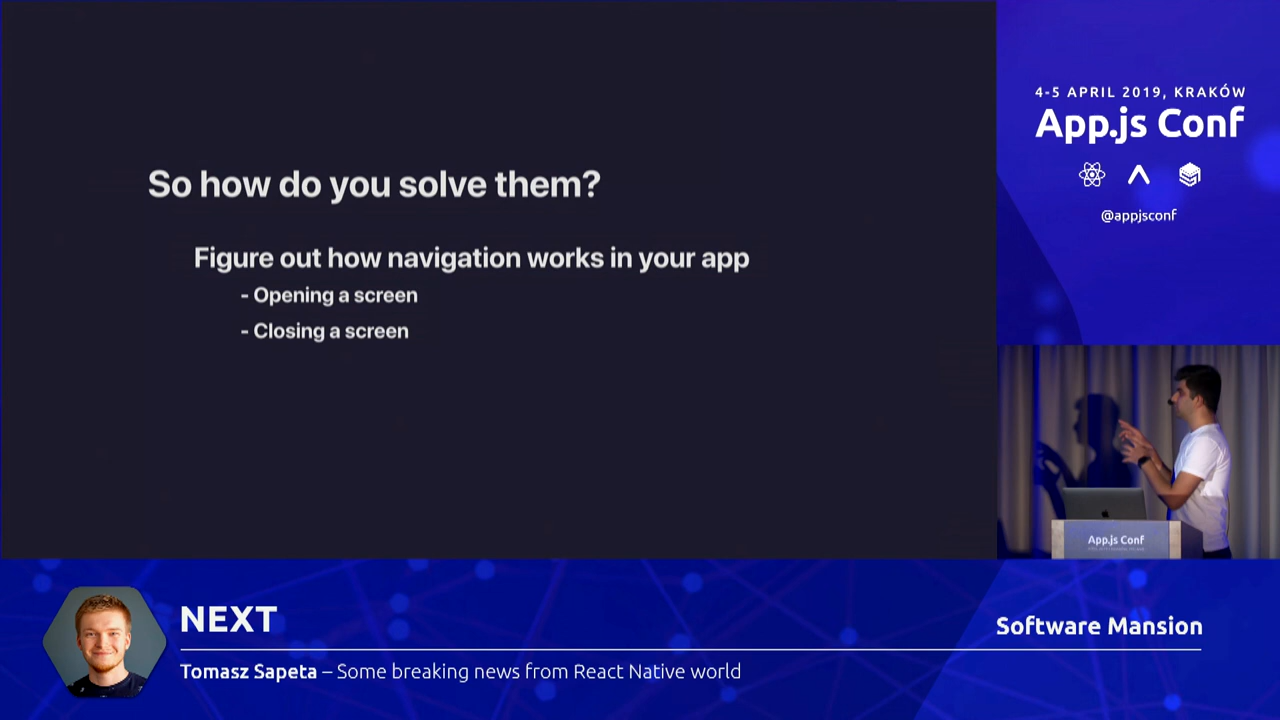 So how do you solve them?
Figure out how navigation works in your app
- Opening a screen
- Closing a screen
4-5 APRIL 2019, KRAKÓW
App.js Conf
@appjsconf
App.js Conf
NEXT
Software Mansion
Tomasz Sapeta – Some breaking news from React Native world